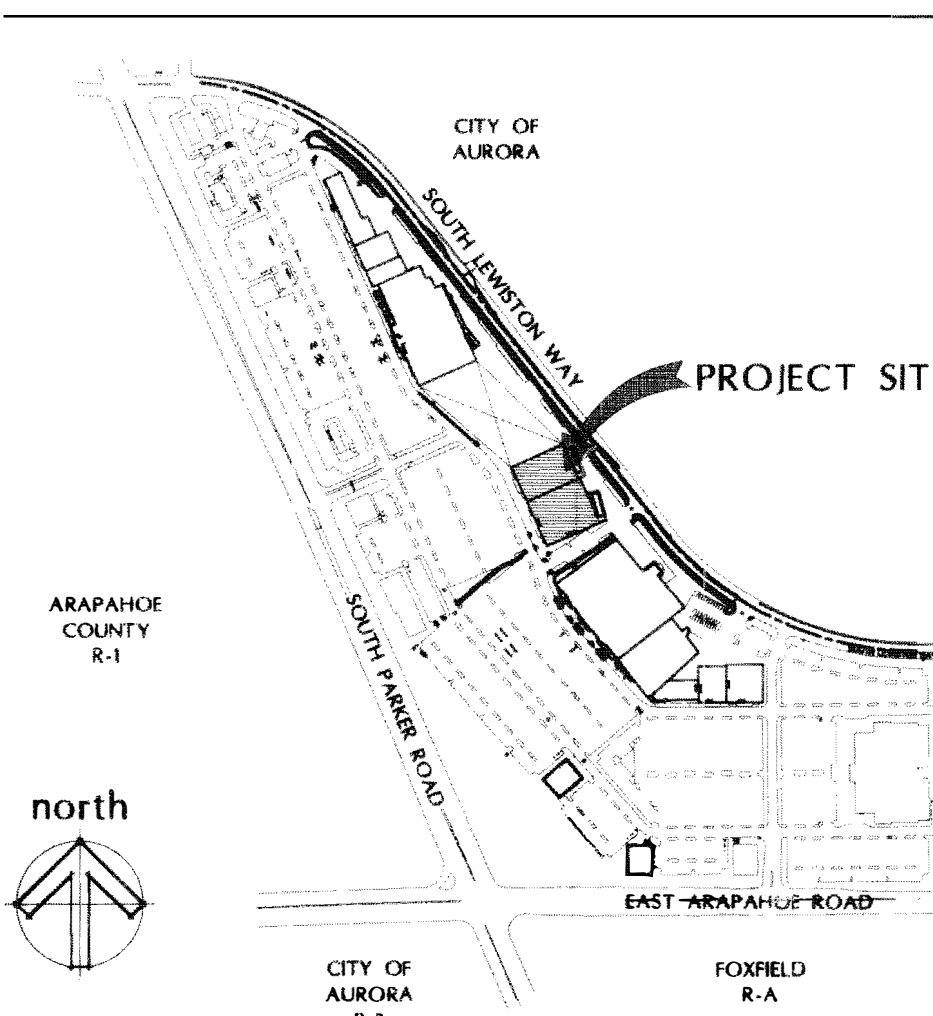 CITY OF
AURORA
SOUTH LEWISTON WAY
PROJECT SIT
ARAPAHOE
COUNTY
R-1
SOUTH PARKER ROAD
north
EAST ARAPAHOE ROAD
CITY OF
AURORA
FOXFIELD
R-A